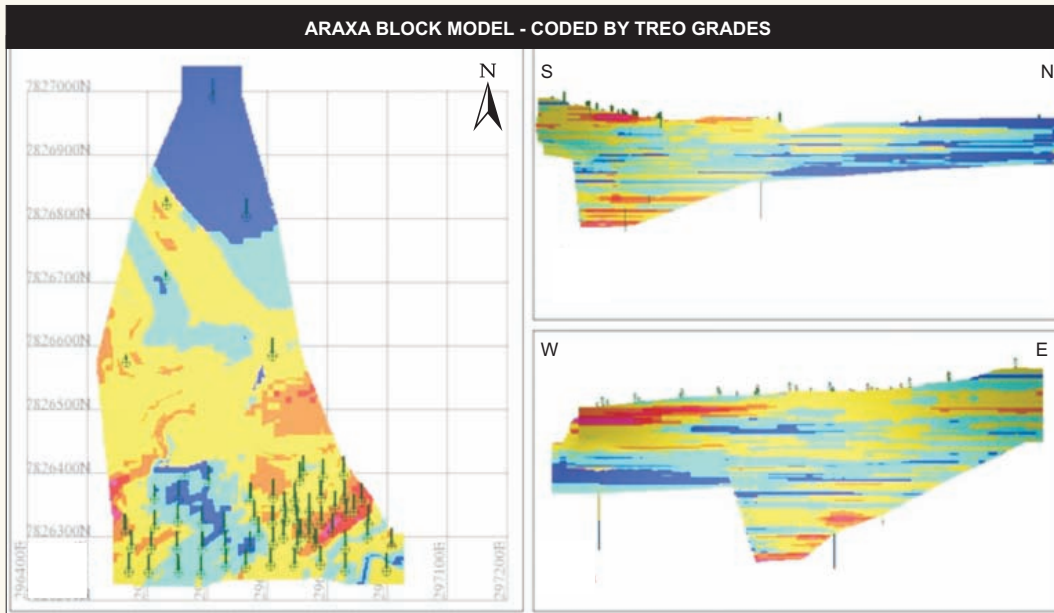 ARAXA BLOCK MODEL - CODED BY TREO GRADES
N
7827000N
7826900N
7826800N
7826700N
7826600N
7826500N
7826400N
7826300N
296400E
297100E
297200E
S
N
W
E